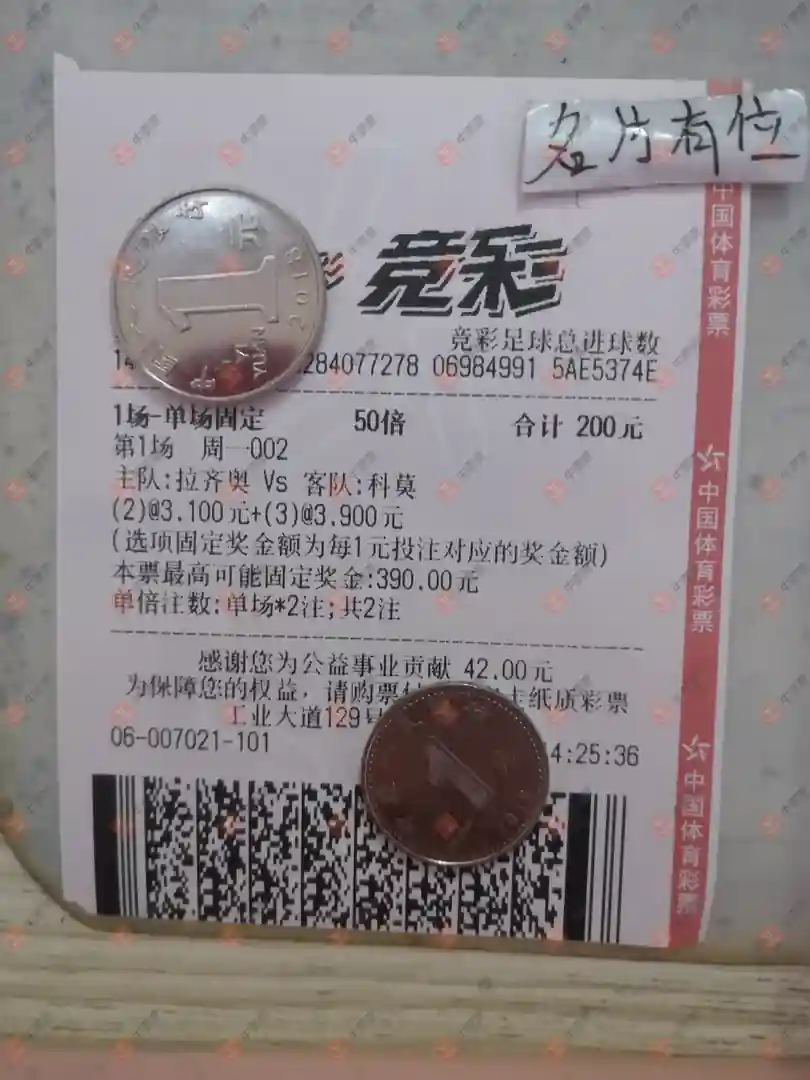 名片有位
竞彩
竞彩足球总进球数
284077278 06984991 5AE5374E
1场-单场固定 50倍 合计 200元
第1场 周一002
主队:拉齐奥 Vs 客队:科莫
(2)@3.100元+(3)@3.900元
(选项固定奖金额为每1元投注对应的奖金额)
本票最高可能固定奖金:390.00元
单倍注数:单场*2注;共2注
感谢您为公益事业贡献 42.00元
为保障您的权益，请购票 纸质彩票
工业大道129号
06-007021-101 4:25:36
中国体育彩票
中国体育彩票
中国体育彩票
1
元
2019